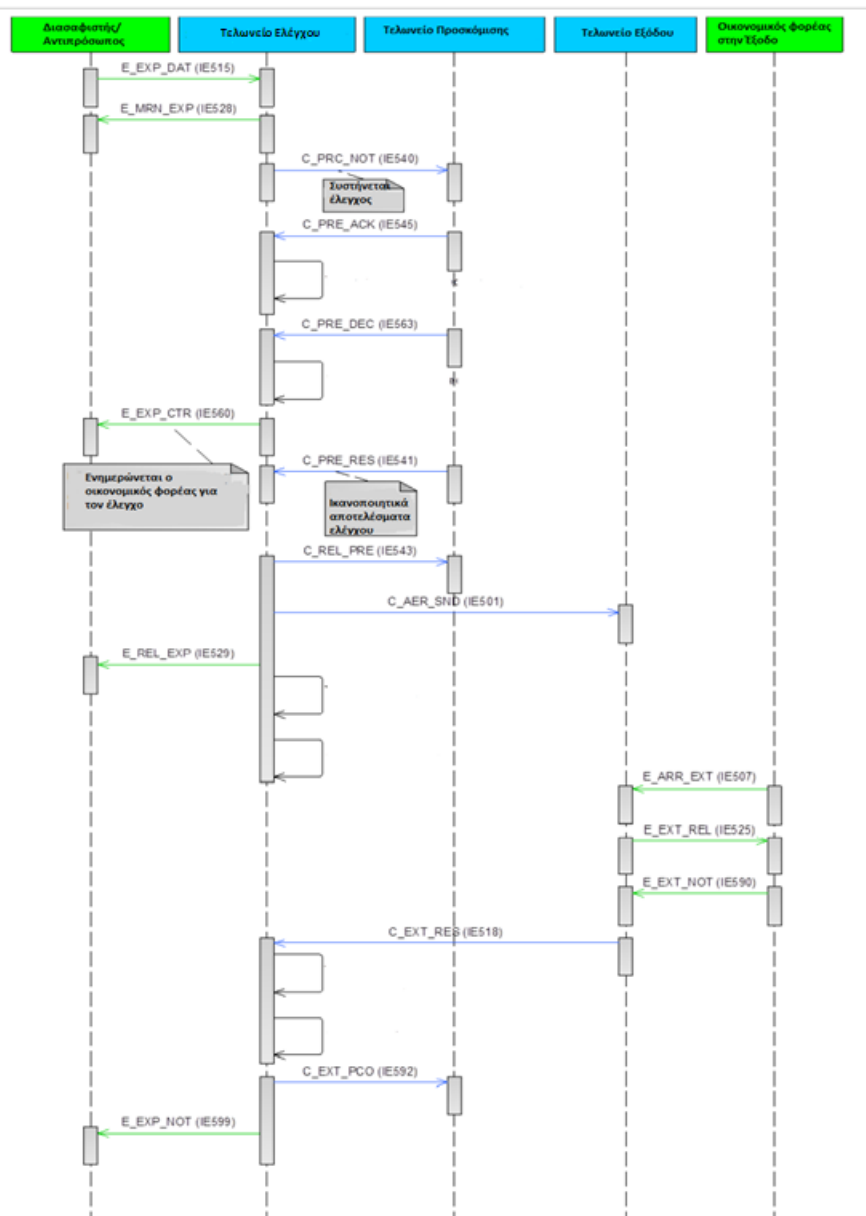 Διασαφιστής/
Αντιπρόσωπος
Τελωνείο Ελέγχου
Τελωνείο Προσκόμισης
Τελωνείο Εξόδου
Οικονομικός φορέας
στην Έξοδο
E_EXP_DAT (IE515)
E_MRN_EXP (IE528)
C_PRC_NOT (IE540)
Συστήνεται
έλεγχος
C_PRE_ACK (IE545)
C_PRE_DEC (IE563)
E_EXP_CTR (IE560)
Ενημερώνεται ο
οικονομικός φορέας για
τον έλεγχο
C_PRE_RES (IE541)
Ικανοποιητικά
αποτελέσματα
ελέγχου
C_REL_PRE (IE543)
C_AER_SND (IE501)
E_REL_EXP (IE529)
E_ARR_EXT (IE507)
E_EXT_REL (IE525)
E_EXT_NOT (IE590)
C_EXT_RES (IE518)
C_EXT_PCO (IE592)
E_EXP_NOT (IE599)